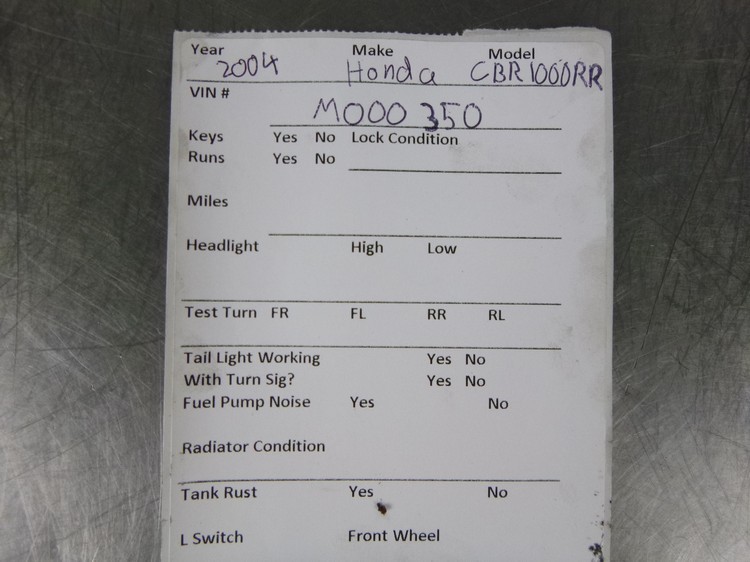 Year Make Model
2004 Honda CBR1000RR
VIN #
M000350
Keys Yes No Lock Condition
Runs Yes No
Miles
Headlight High Low
Test Turn FR FL RR RL
Tail Light Working Yes No
With Turn Sig? Yes No
Fuel Pump Noise Yes No
Radiator Condition
Tank Rust Yes No
L Switch Front Wheel